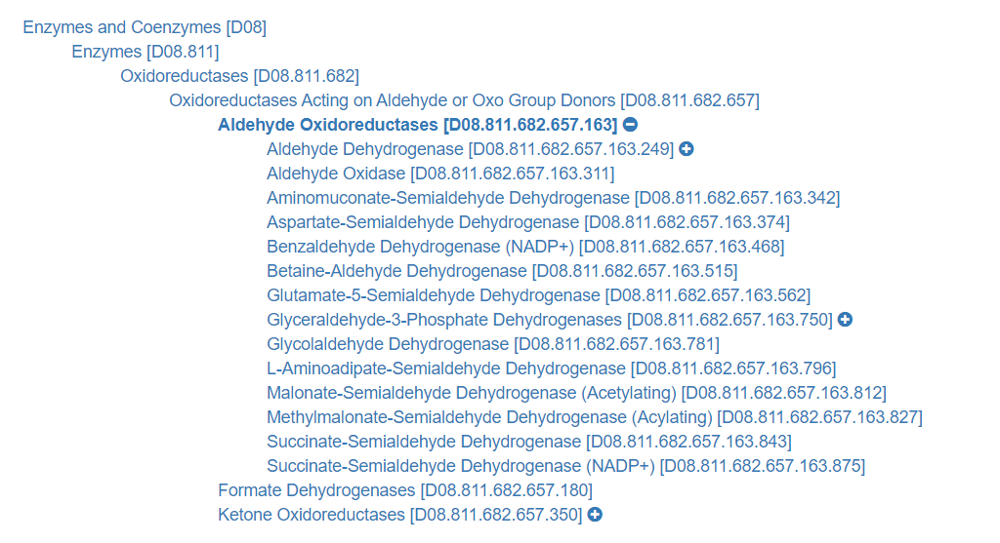 Enzymes and Coenzymes [D08]
Enzymes [D08.811]
Oxidoreductases [D08.811.682]
Oxidoreductases Acting on Aldehyde or Oxo Group Donors [D08.811.682.657]
Aldehyde Oxidoreductases [D08.811.682.657.163]
Aldehyde Dehydrogenase [D08.811.682.657.163.249]
Aldehyde Oxidase [D08.811.682.657.163.311]
Aminomuconate-Semialdehyde Dehydrogenase [D08.811.682.657.163.342]
Aspartate-Semialdehyde Dehydrogenase [D08.811.682.657.163.374]
Benzaldehyde Dehydrogenase (NADP+) [D08.811.682.657.163.468]
Betaine-Aldehyde Dehydrogenase [D08.811.682.657.163.515]
Glutamate-5-Semialdehyde Dehydrogenase [D08.811.682.657.163.562]
Glyceraldehyde-3-Phosphate Dehydrogenases [D08.811.682.657.163.750]
Glycolaldehyde Dehydrogenase [D08.811.682.657.163.781]
L-Aminoadipate-Semialdehyde Dehydrogenase [D08.811.682.657.163.796]
Malonate-Semialdehyde Dehydrogenase (Acetylating) [D08.811.682.657.163.812]
Methylmalonate-Semialdehyde Dehydrogenase (Acylating) [D08.811.682.657.163.827]
Succinate-Semialdehyde Dehydrogenase [D08.811.682.657.163.843]
Succinate-Semialdehyde Dehydrogenase (NADP+) [D08.811.682.657.163.875]
Formate Dehydrogenases [D08.811.682.657.180]
Ketone Oxidoreductases [D08.811.682.657.350]